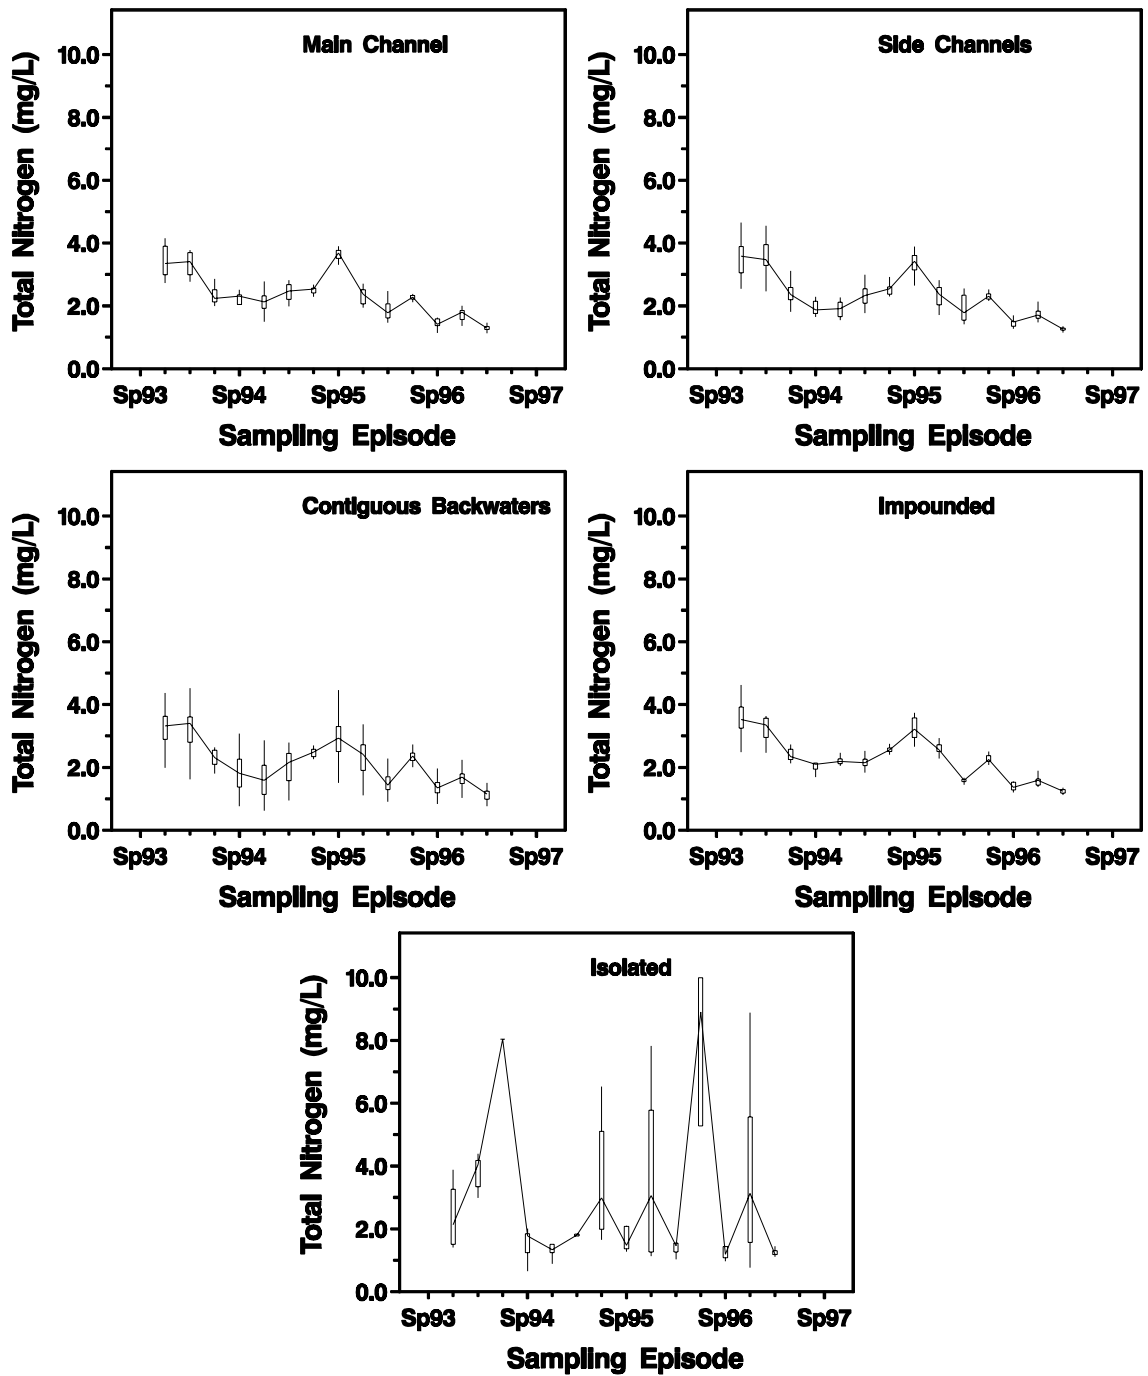 Main Channel
Total Nitrogen (mg/L)
10.0
8.0
6.0
4.0
2.0
0.0
Sp93 Sp94 Sp95 Sp96 Sp97
Sampling Episode
Side Channels
Total Nitrogen (mg/L)
10.0
8.0
6.0
4.0
2.0
0.0
Sp93 Sp94 Sp95 Sp96 Sp97
Sampling Episode
Contiguous Backwaters
Total Nitrogen (mg/L)
10.0
8.0
6.0
4.0
2.0
0.0
Sp93 Sp94 Sp95 Sp96 Sp97
Sampling Episode
Impounded
Total Nitrogen (mg/L)
10.0
8.0
6.0
4.0
2.0
0.0
Sp93 Sp94 Sp95 Sp96 Sp97
Sampling Episode
Isolated
Total Nitrogen (mg/L)
10.0
8.0
6.0
4.0
2.0
0.0
Sp93 Sp94 Sp95 Sp96 Sp97
Sampling Episode